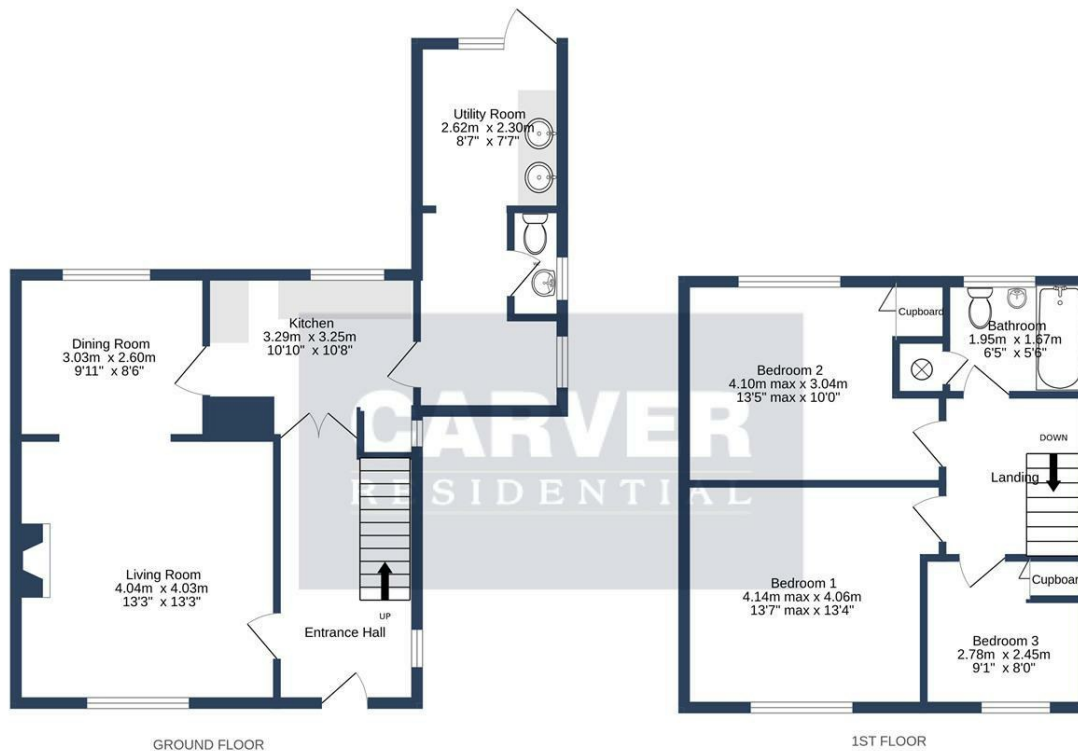 Utility Room
2.62m x 2.30m
8'7" x 7'7"
Kitchen
3.29m x 3.25m
10'10" x 10'8"
Dining Room
3.03m x 2.60m
9'11" x 8'6"
Living Room
4.04m x 4.03m
13'3" x 13'3"
UP
Entrance Hall
GROUND FLOOR
CARVER
RESIDENTIAL
Cupboard
Bathroom
1.95m x 1.67m
6'5" x 5'6"
Bedroom 2
4.10m max x 3.04m
13'5" max x 10'0"
DOWN
Landing
Bedroom 1
4.14m max x 4.06m
13'7" max x 13'4"
Cupboar
Bedroom 3
2.78m x 2.45m
9'1" x 8'0"
1ST FLOOR